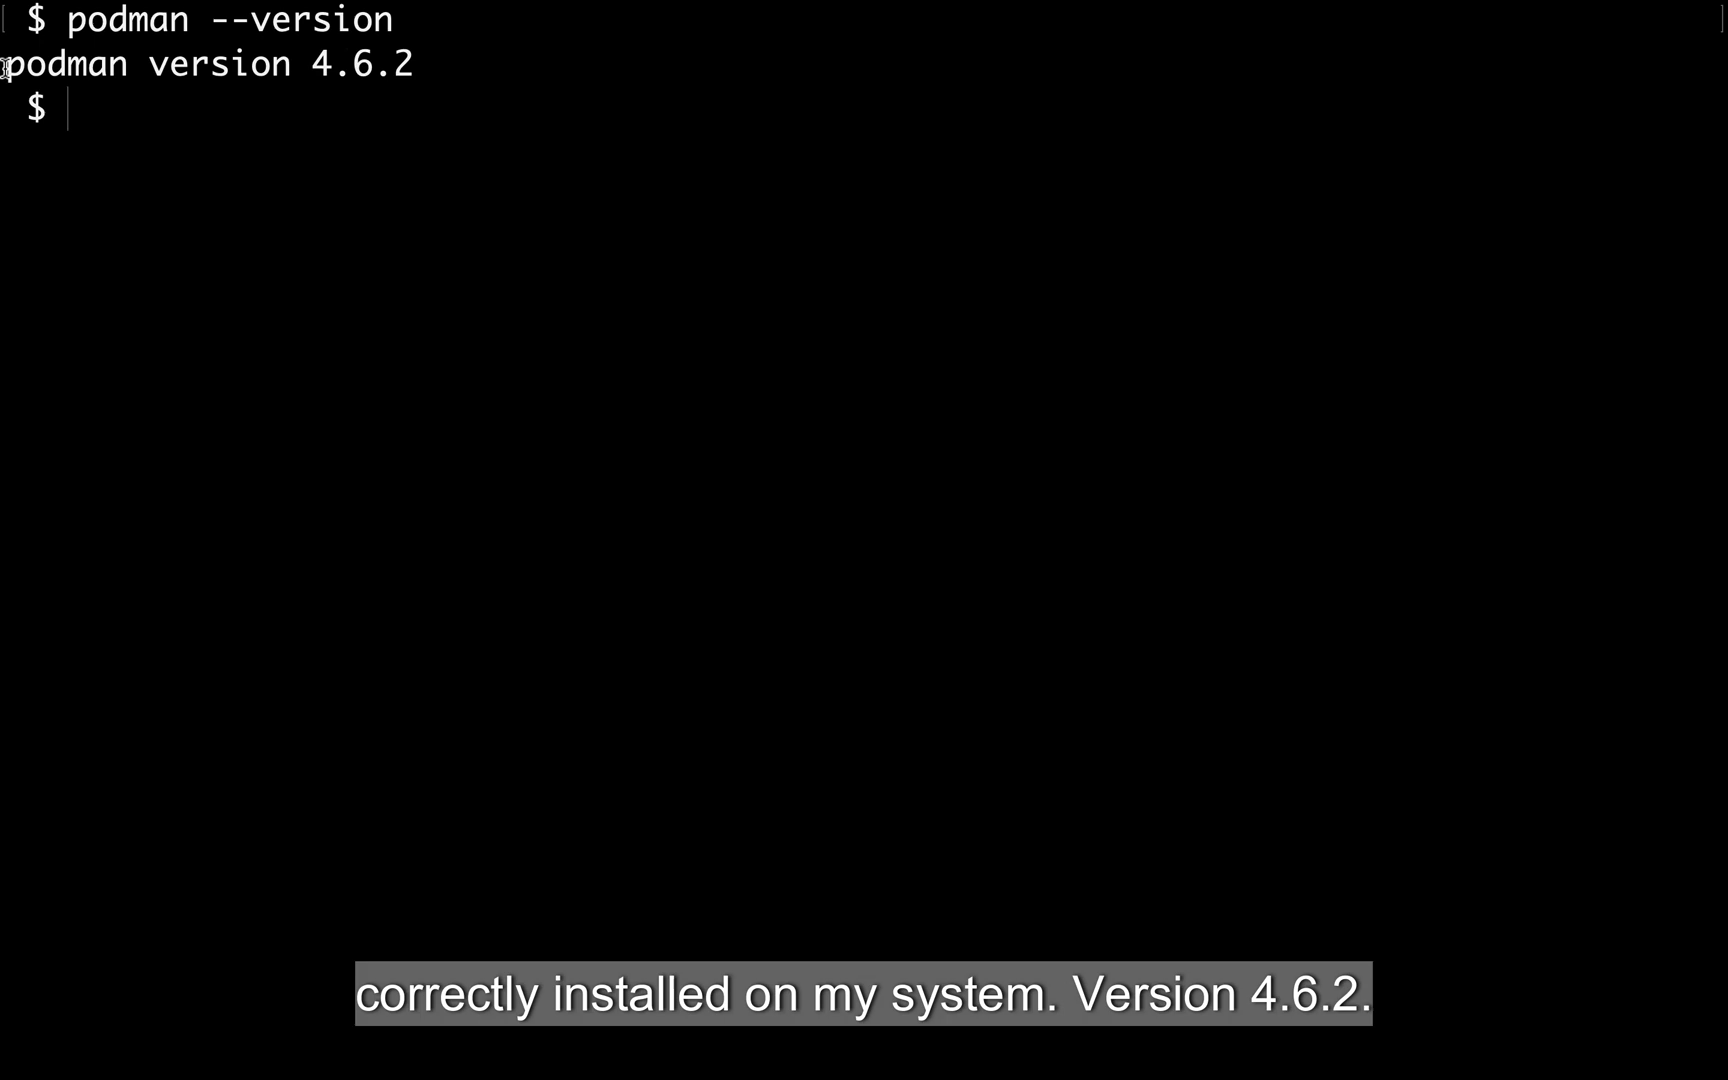 $ podman --version
podman version 4.6.2
$
correctly installed on my system. Version 4.6.2.